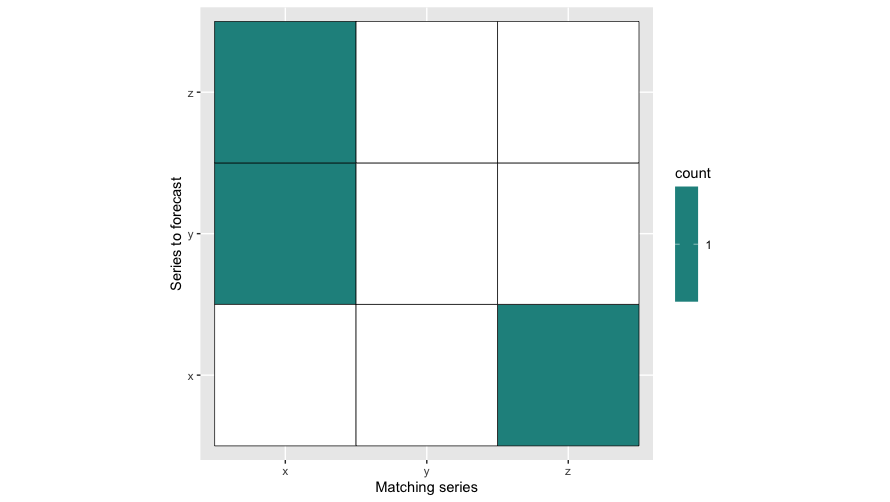 z
y
x
Series to forecast
x
y
z
Matching series
count
1